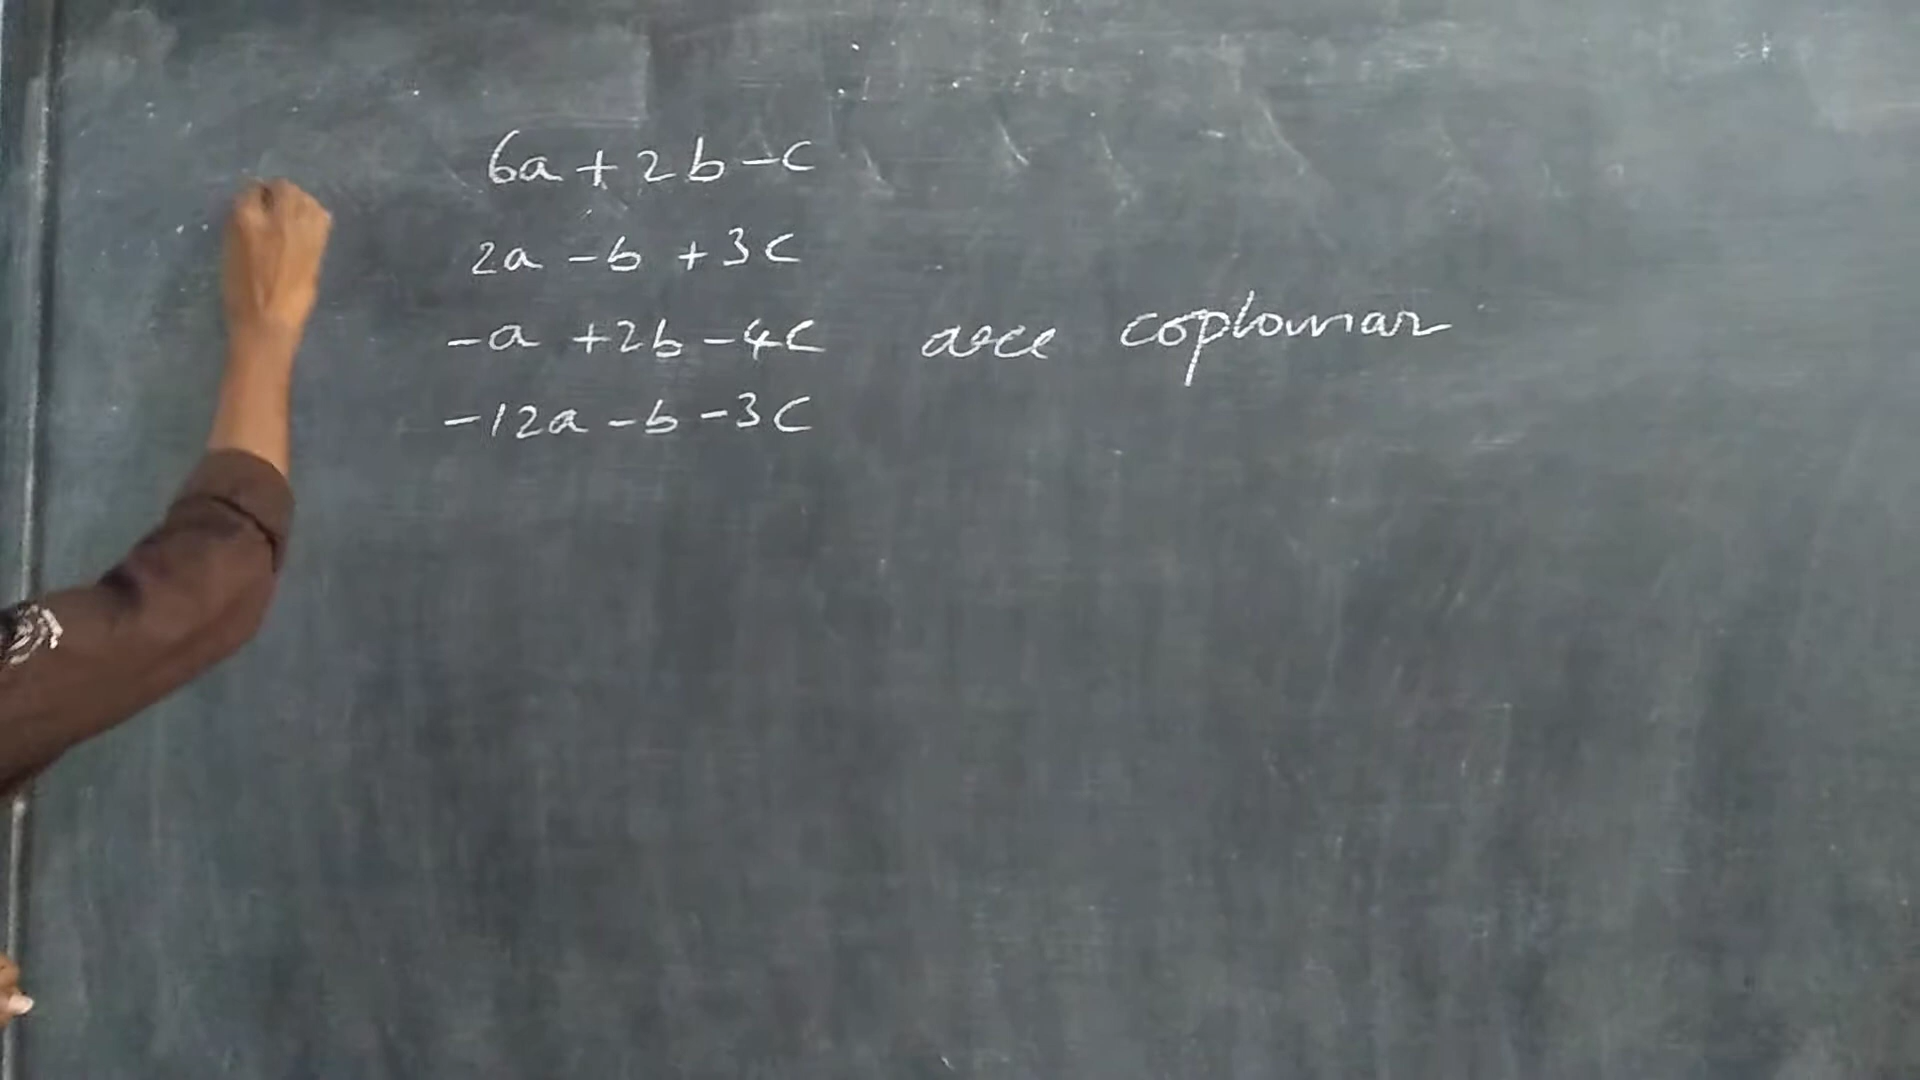 6a + 2b - c
2a - b + 3c
-a + 2b - 4c are coplanar
-12a - b - 3c